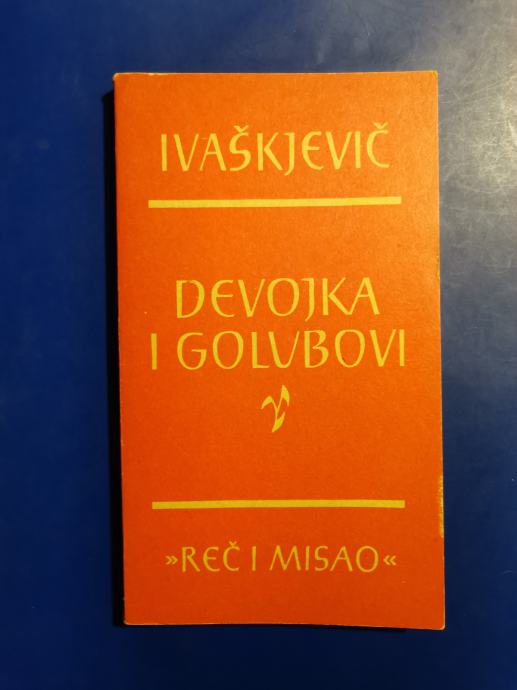 IVAŠKJEVIČ
DEVOJKA
I GOLUBOVI
»REČ I MISAO«